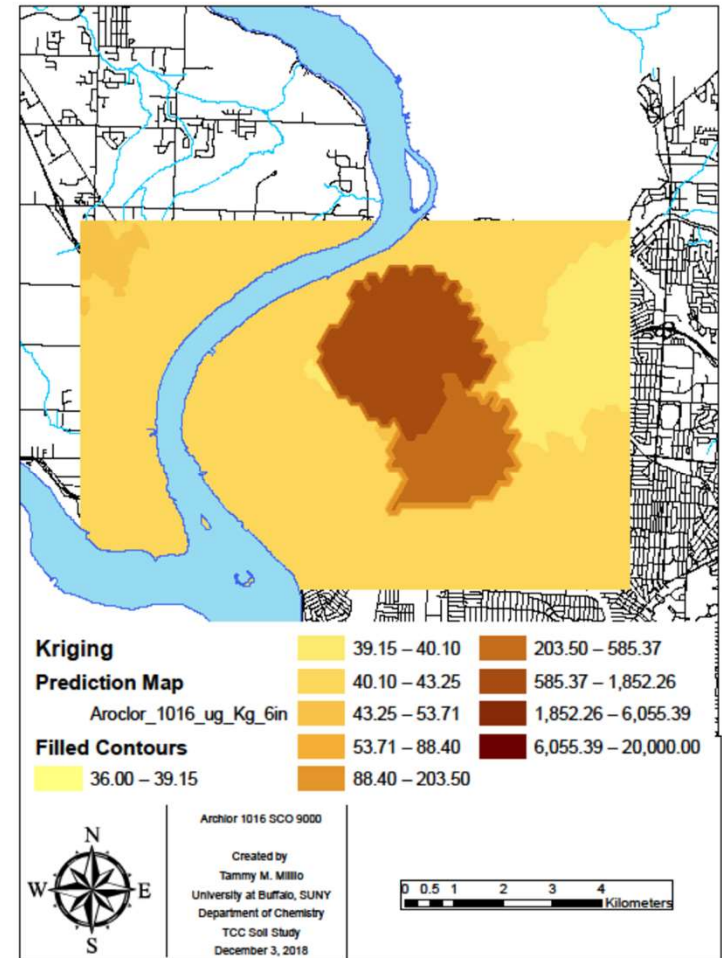 Kriging
Prediction Map
Aroclor_1016_ug_Kg_6in
Filled Contours
36.00 – 39.15
39.15 – 40.10
40.10 – 43.25
43.25 – 53.71
53.71 – 88.40
88.40 – 203.50
203.50 – 585.37
585.37 – 1,852.26
1,852.26 – 6,055.39
6,055.39 – 20,000.00
N
W
E
S
Archlor 1016 SCO 9000
Created by
Tammy M. Milillo
University at Buffalo, SUNY
Department of Chemistry
TCC Soil Study
December 3, 2018
0 0.5 1 2 3 4
Kilometers